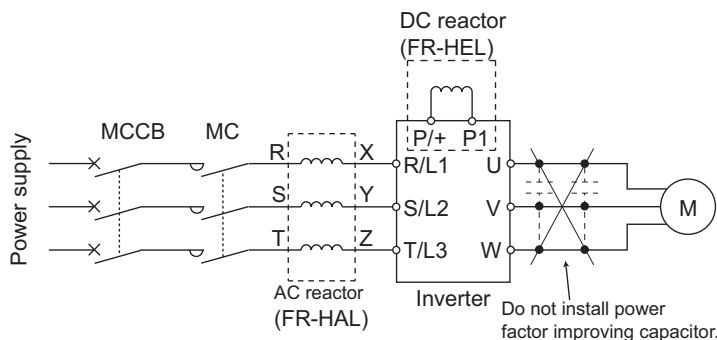 DC reactor
(FR-HEL)
MCCB
MC
P/+
P1
Power supply
R
X
R/L1
U
S
Y
S/L2
V
M
T
Z
T/L3
W
AC reactor
(FR-HAL)
Inverter
Do not install power
factor improving capacitor.